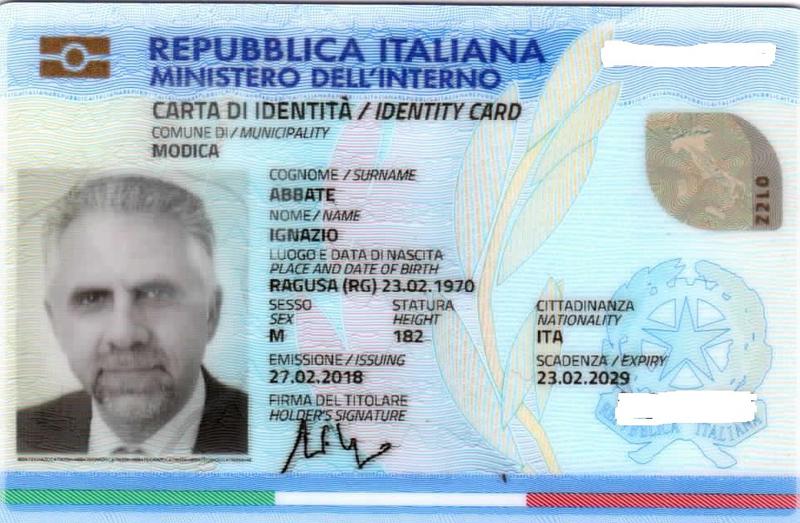 REPUBBLICA ITALIANA
MINISTERO DELL'INTERNO
CARTA DI IDENTITÀ / IDENTITY CARD
COMUNE DI / MUNICIPALITY
MODICA
COGNOME / SURNAME
ABBATE
NOME / NAME
IGNAZIO
LUOGO E DATA DI NASCITA
PLACE AND DATE OF BIRTH
RAGUSA (RG) 23.02.1970
SESSO STATURA CITTADINANZA
SEX HEIGHT NATIONALITY
M 182 ITA
EMISSIONE / ISSUING SCADENZA / EXPIRY
27.02.2018 23.02.2029
FIRMA DEL TITOLARE
HOLDER'S SIGNATURE
REPUBBLICA ITALIANA